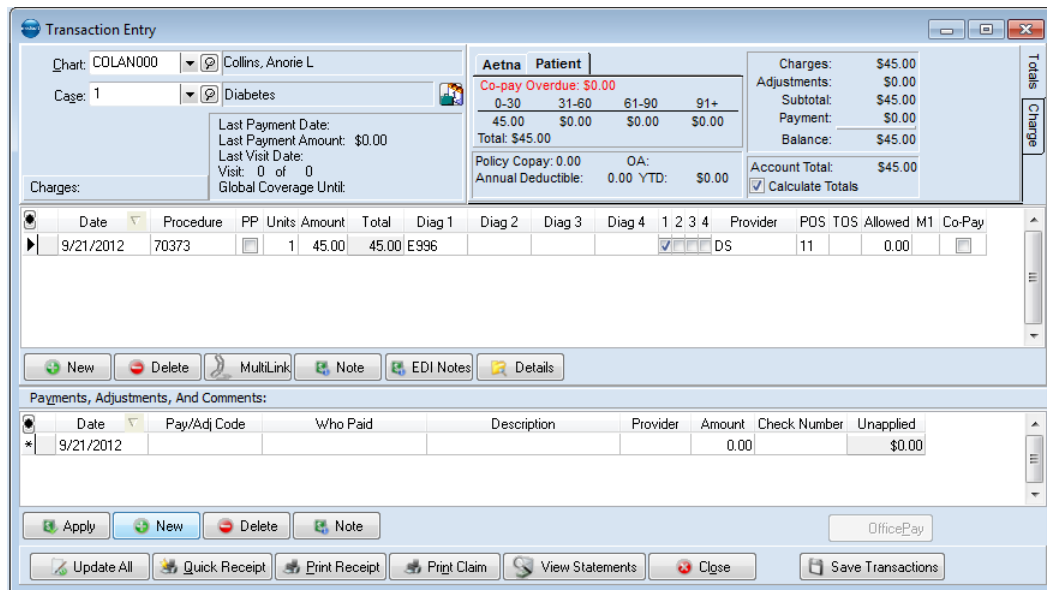 Transaction Entry
Chart: COLAN000 Collins, Anorie L
Case: 1 Diabetes
Last Payment Date:
Last Payment Amount: $0.00
Last Visit Date:
Visit: 0 of 0
Global Coverage Until:
Charges:
Aetna Patient
Co-pay Overdue: $0.00
0-30 31-60 61-90 91+
45.00 $0.00 $0.00 $0.00
Total: $45.00
Policy Copay: 0.00 OA:
Annual Deductible: 0.00 YTD: $0.00
Charges: $45.00
Adjustments: $0.00
Subtotal: $45.00
Payment: $0.00
Balance: $45.00
Account Total: $45.00
Calculate Totals
Totals
Charge
Date Procedure PP Units Amount Total Diag 1 Diag 2 Diag 3 Diag 4 1 2 3 4 Provider POS TOS Allowed M1 Co-Pay
9/21/2012 70373 1 45.00 45.00 E996 DS 11 0.00
New Delete MultiLink Note EDI Notes Details
Payments, Adjustments, And Comments:
Date Pay/Adj Code Who Paid Description Provider Amount Check Number Unapplied
* 9/21/2012 0.00 $0.00
Apply New Delete Note OfficePay
Update All Quick Receipt Print Receipt Print Claim View Statements Close Save Transactions